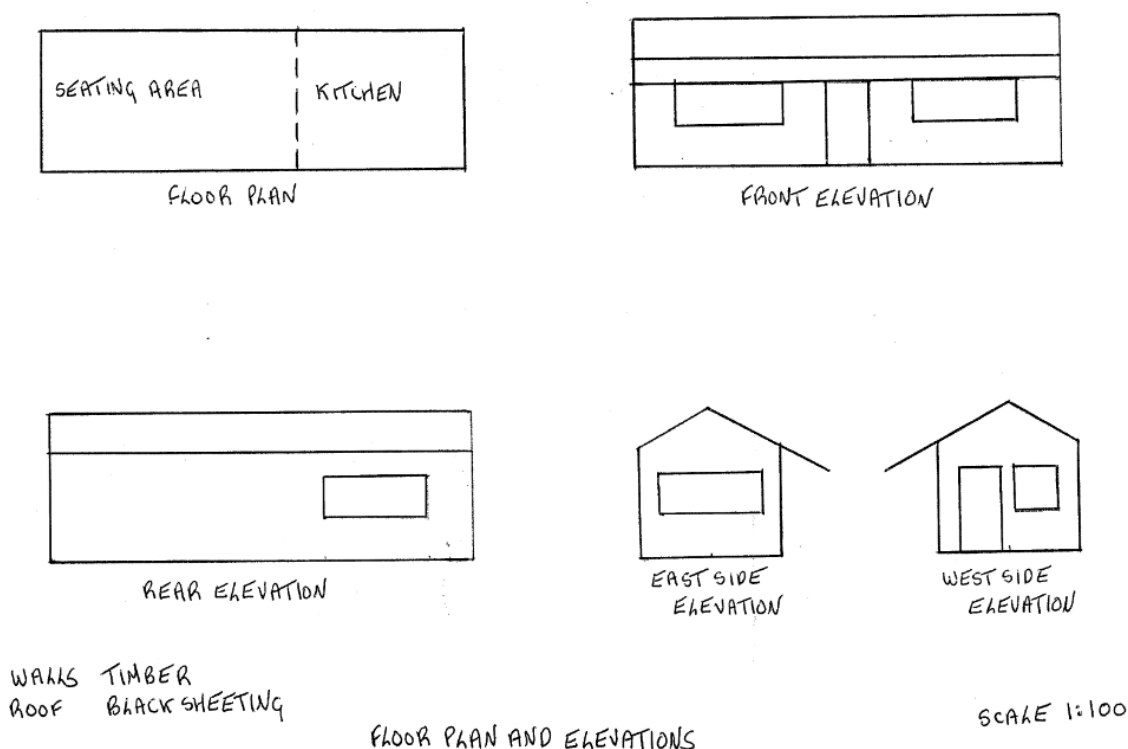 SEATING AREA
KITCHEN
FLOOR PLAN
FRONT ELEVATION
REAR ELEVATION
EAST SIDE
ELEVATION
WEST SIDE
ELEVATION
WALLS TIMBER
ROOF BLACK SHEETING
FLOOR PLAN AND ELEVATIONS
SCALE 1:100